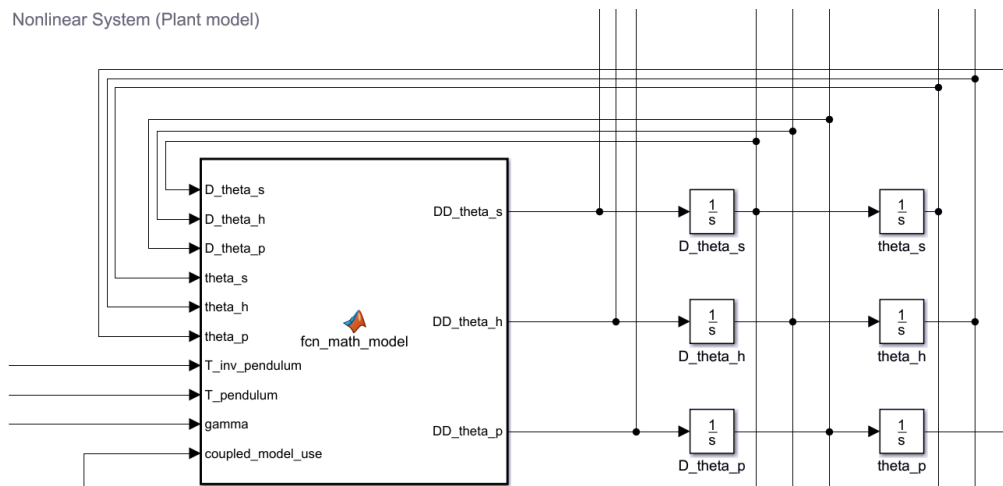 Nonlinear System (Plant model)
D_theta_s
D_theta_h
D_theta_p
theta_s
theta_h
theta_p
T_inv_pendulum
T_pendulum
gamma
coupled_model_use
fcn_math_model
DD_theta_s
DD_theta_h
DD_theta_p
1
s
D_theta_s
1
s
theta_s
1
s
D_theta_h
1
s
theta_h
1
s
D_theta_p
1
s
theta_p